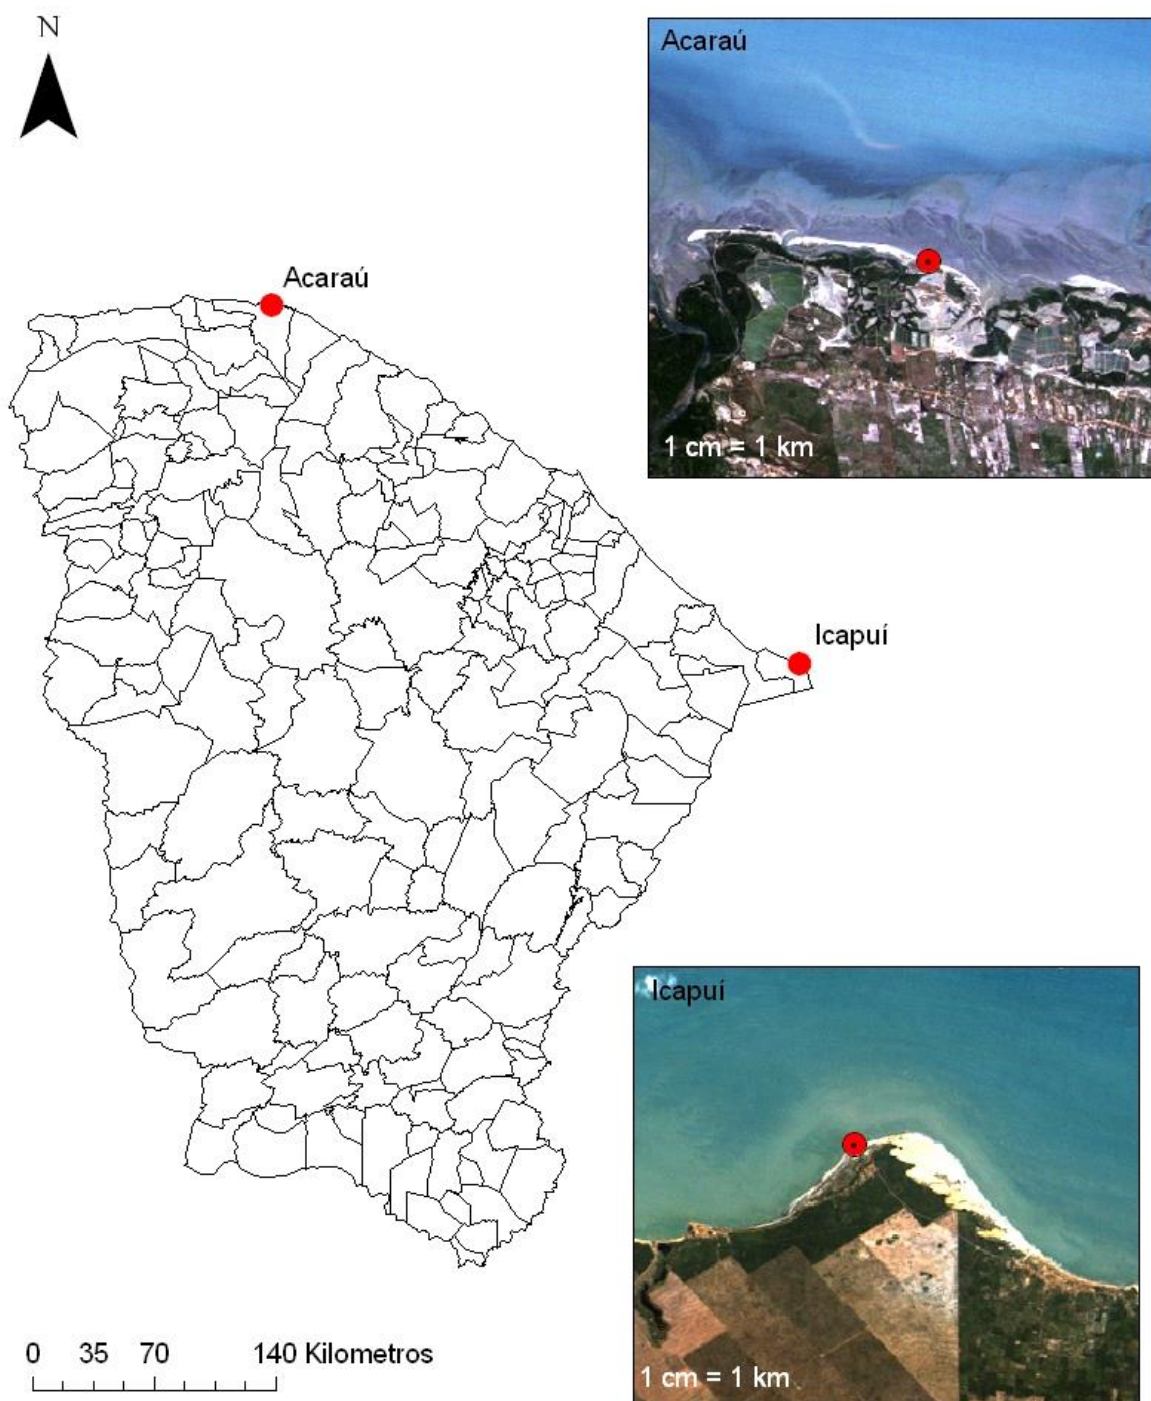 N
Acaraú
Acaraú
1 cm = 1 km
Icapuí
Icapuí
1 cm = 1 km
0 35 70 140 Kilometros